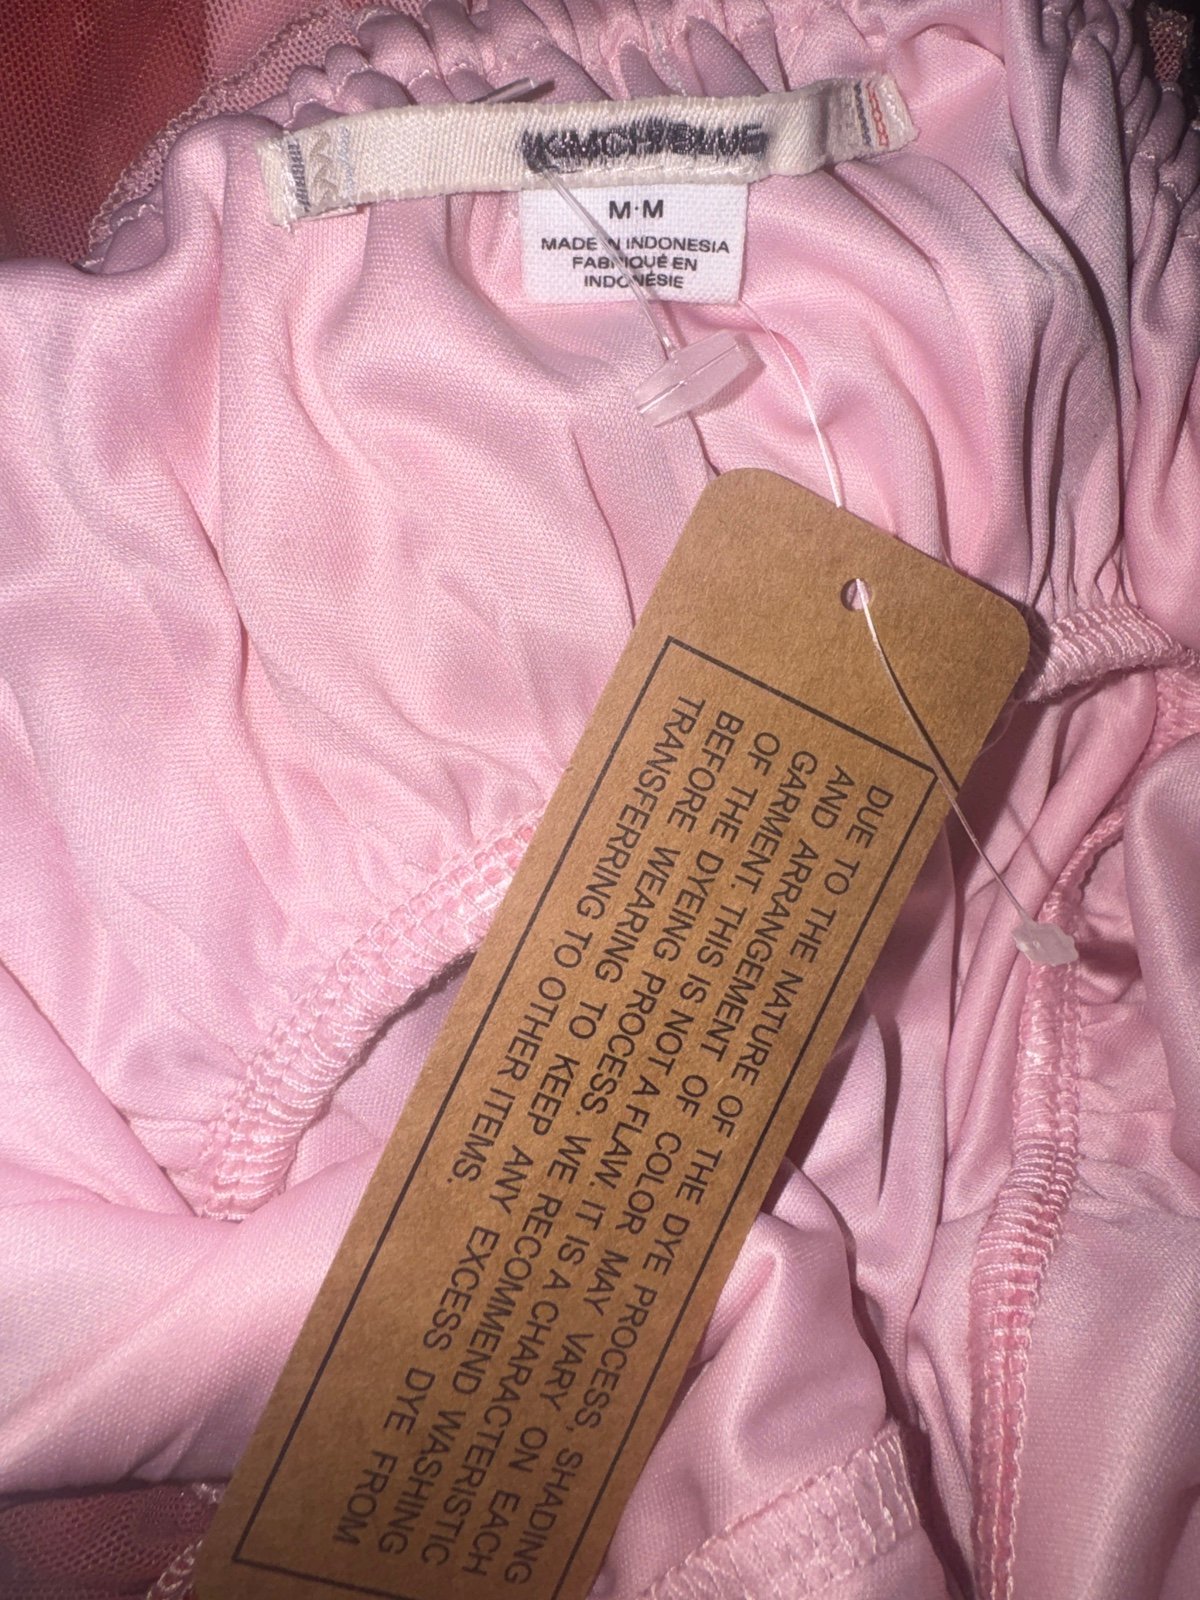 KIMCHI BLUE
M·M
MADE IN INDONESIA
FABRIQUÉ EN
INDONÉSIE
DUE TO THE NATURE OF THE DYE PROCESS, SHADING
AND ARRANGEMENT OF COLOR MAY VARY ON EACH
GARMENT. THIS IS NOT A FLAW. IT IS A CHARACTERISTIC
OF THE DYEING PROCESS. WE RECOMMEND WASHING
BEFORE WEARING TO KEEP ANY EXCESS DYE FROM
TRANSFERRING TO OTHER ITEMS.